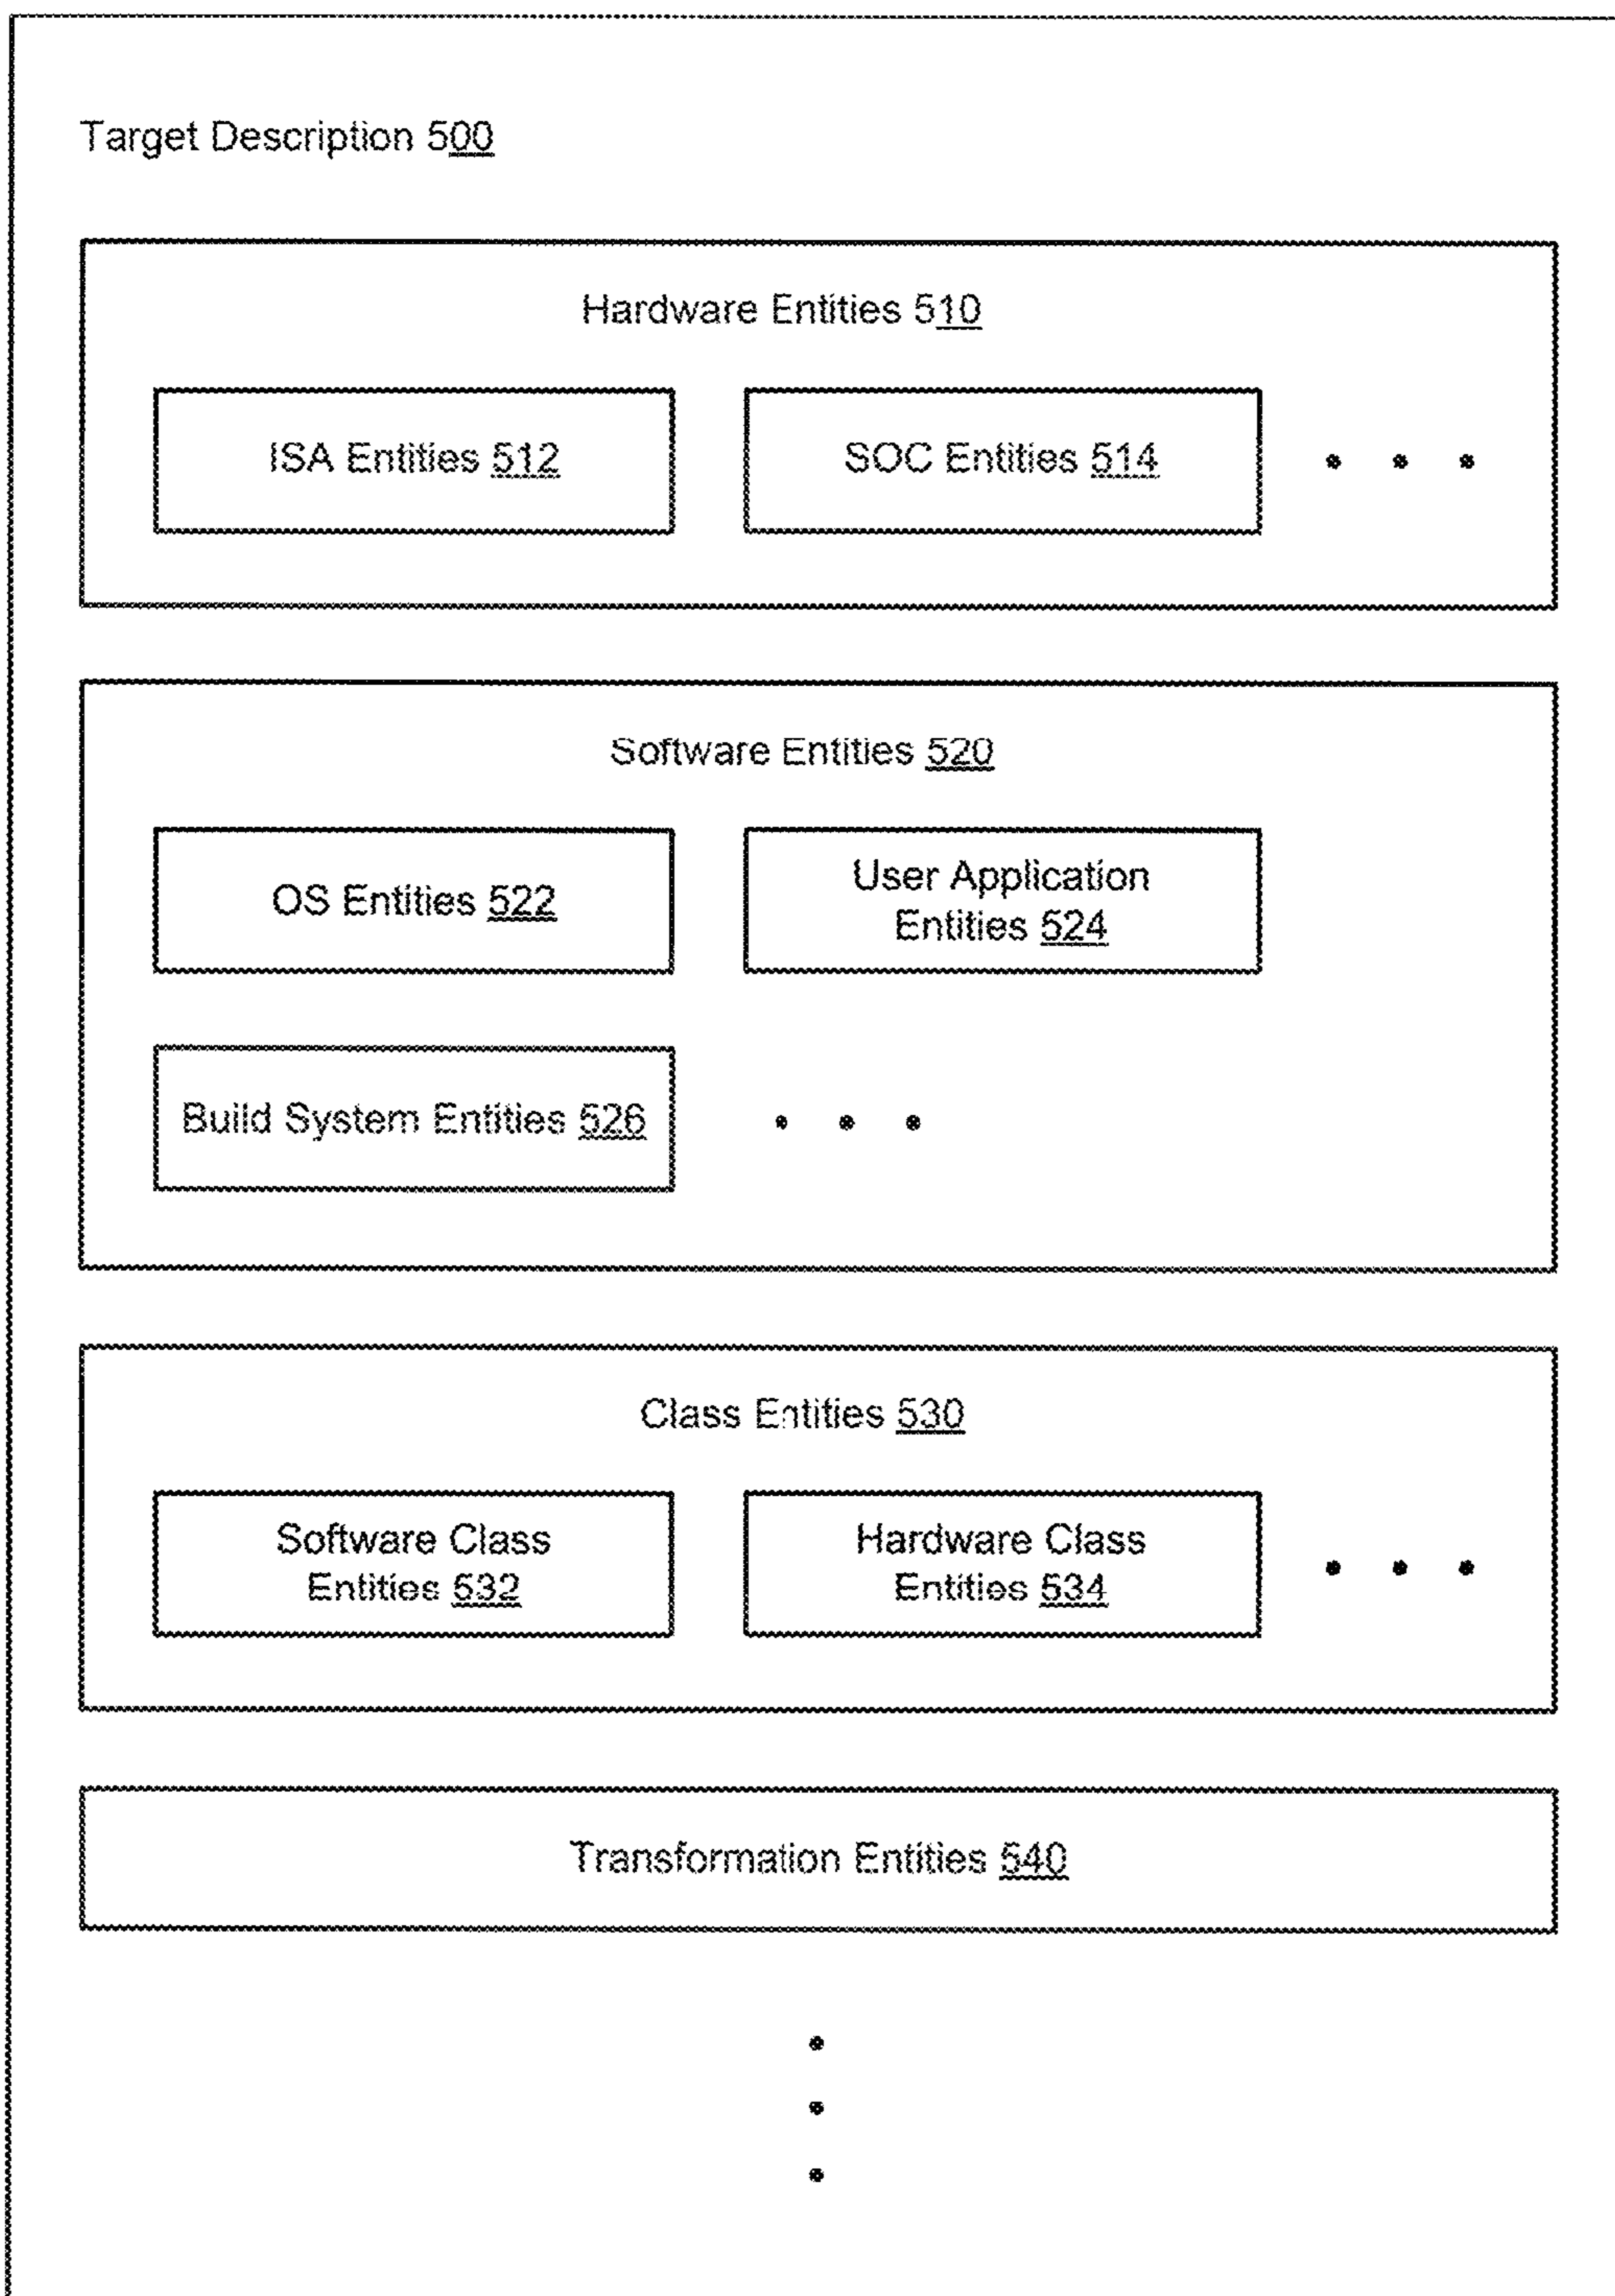 Target Description 500
Hardware Entities 510
ISA Entities 512
SOC Entities 514
Software Entities 520
OS Entities 522
User Application
Entities 524
Build System Entities 526
Class Entities 530
Software Class
Entities 532
Hardware Class
Entities 534
Transformation Entities 540